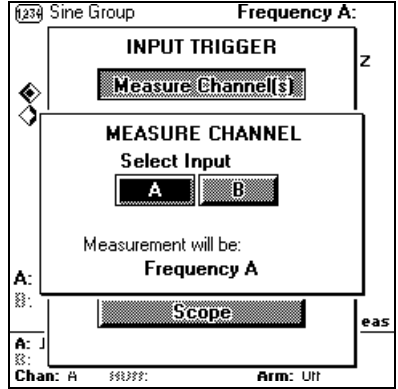 1234 Sine Group Frequency A:
INPUT TRIGGER
Z
Measure Channel(s)
MEASURE CHANNEL
Select Input
A B
Measurement will be:
Frequency A
A:
B:
Scope
eas
A:
B:
Chan: A Arm: